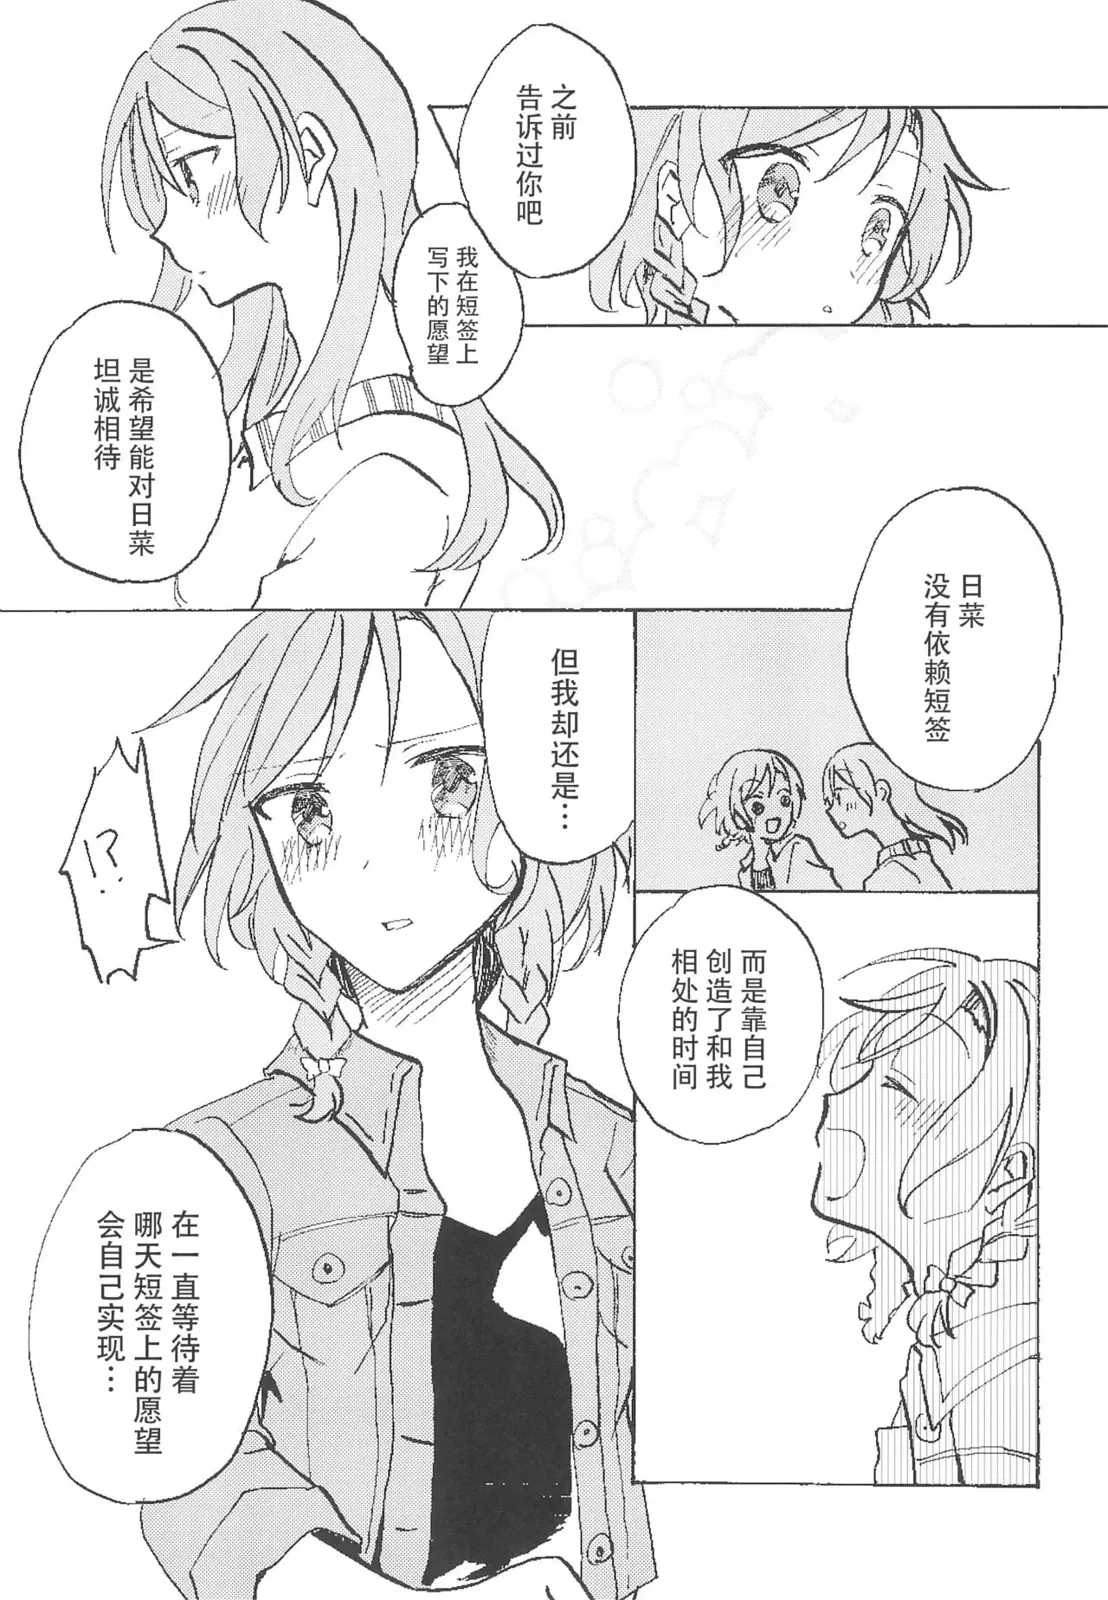 之前
告诉过你吧
我在短签上
写下的愿望
是希望能对日菜
坦诚相待
日菜
没有依赖短签
而是靠自己
创造了和我
相处的时间
但我却还是…
!?
在一直等待着
哪天短签上的愿望
会自己实现…